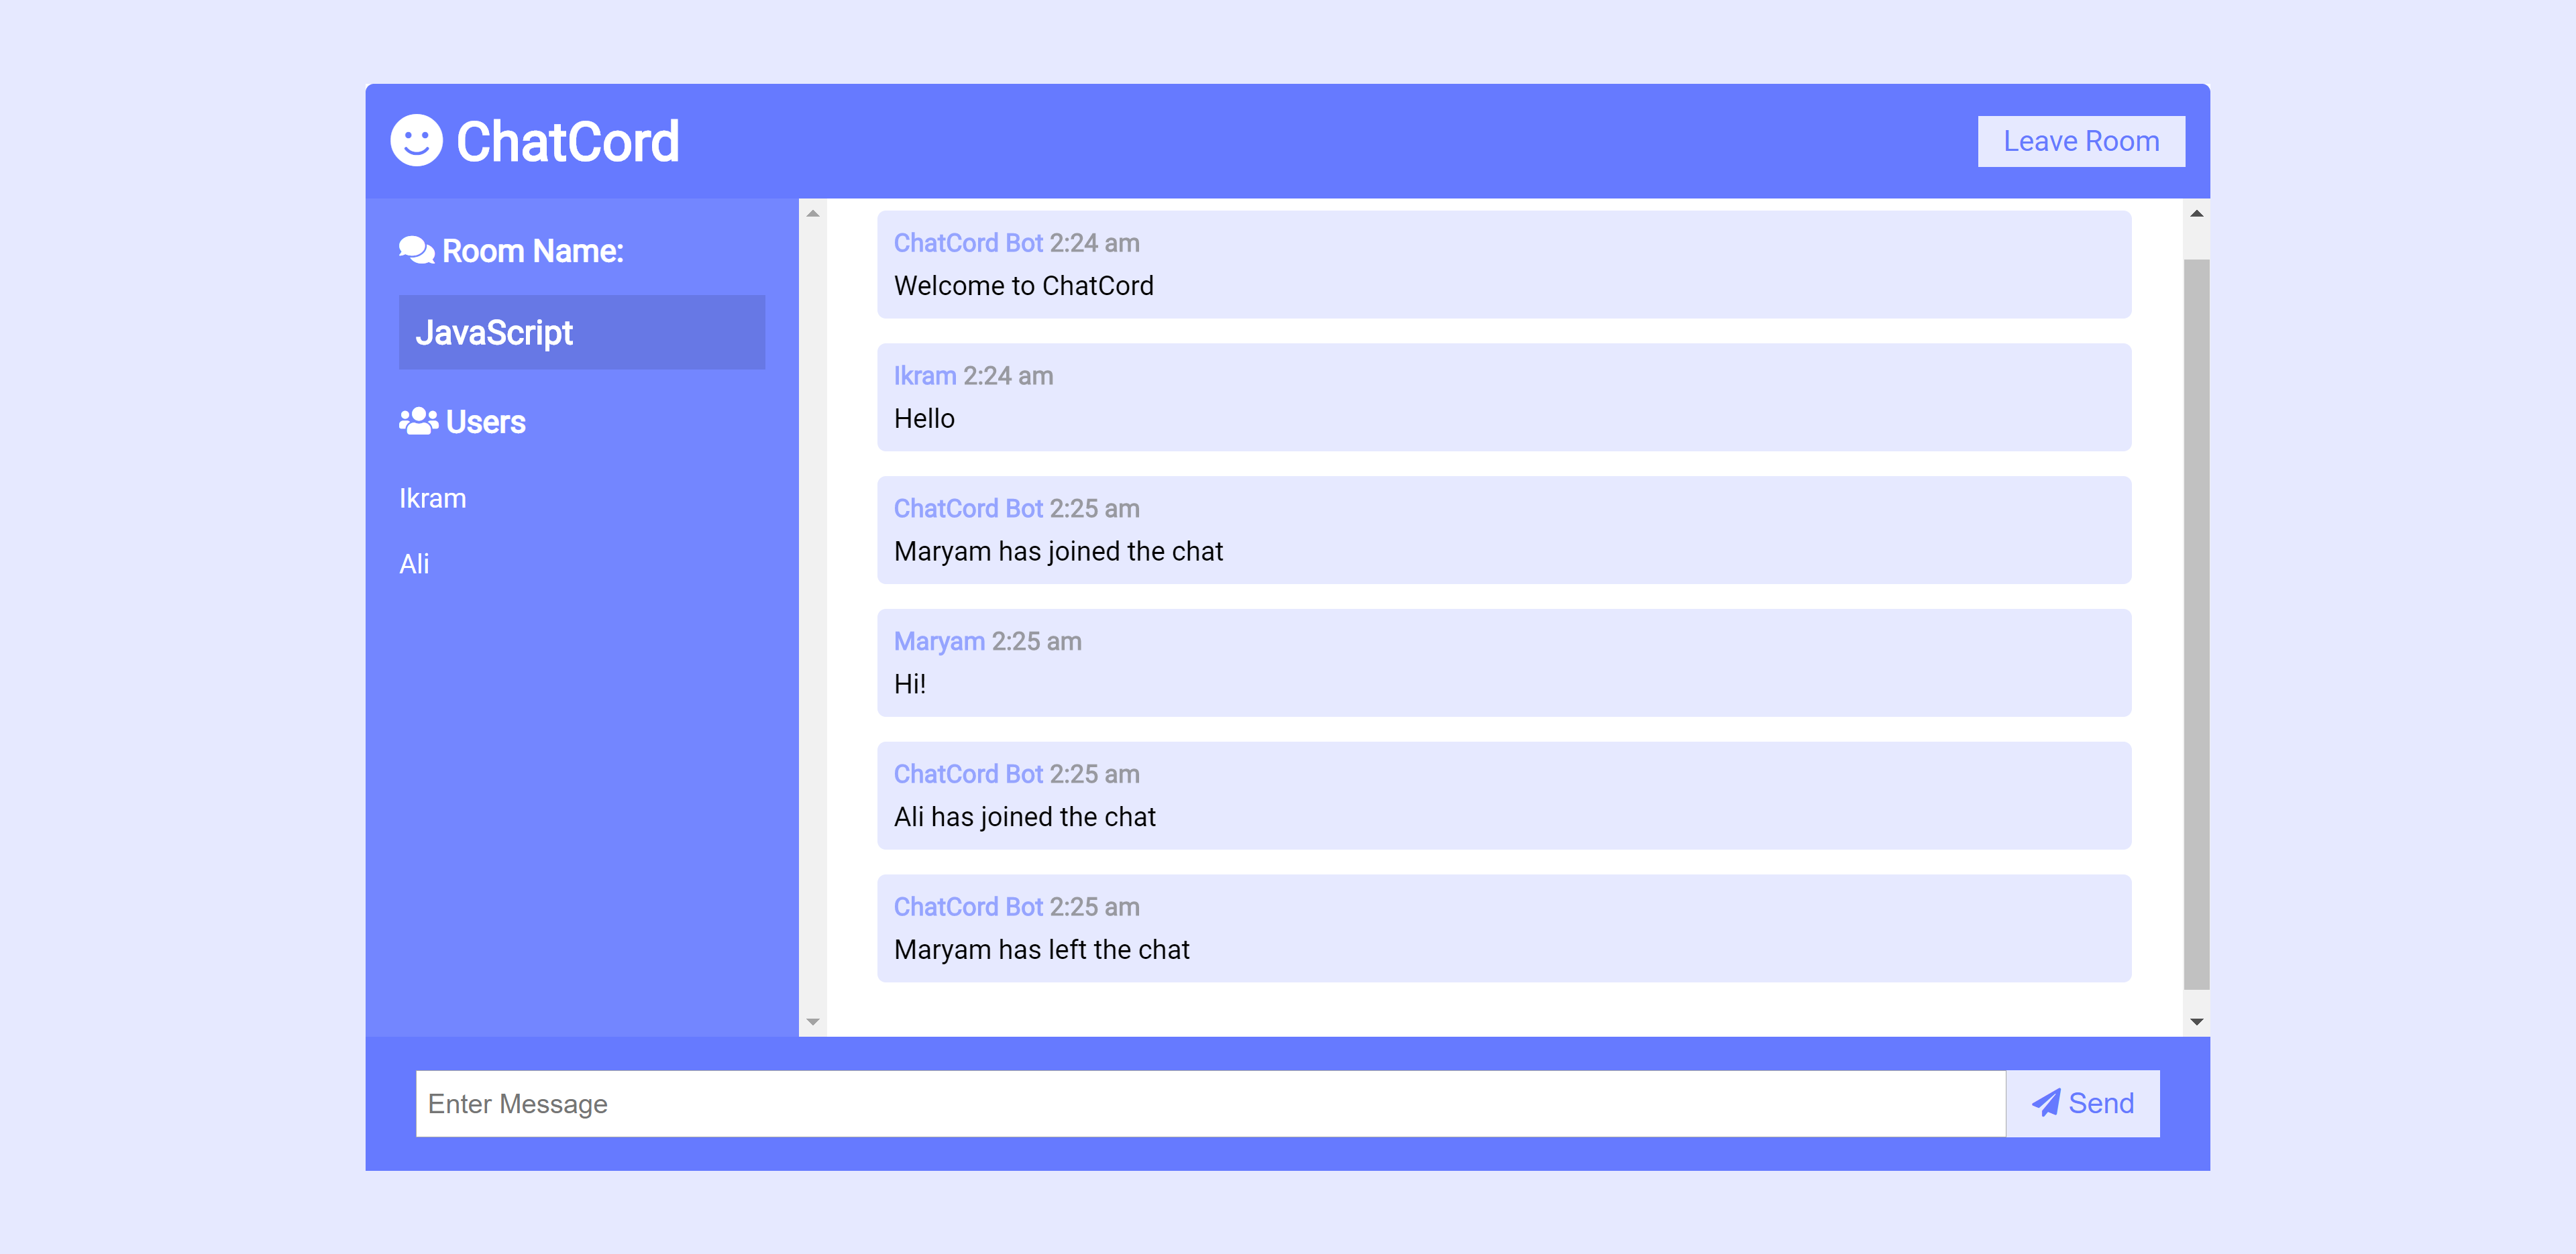 ChatCord
Leave Room
Room Name:
JavaScript
Users
Ikram
Ali
ChatCord Bot 2:24 am
Welcome to ChatCord
Ikram 2:24 am
Hello
ChatCord Bot 2:25 am
Maryam has joined the chat
Maryam 2:25 am
Hi!
ChatCord Bot 2:25 am
Ali has joined the chat
ChatCord Bot 2:25 am
Maryam has left the chat
Enter Message
Send